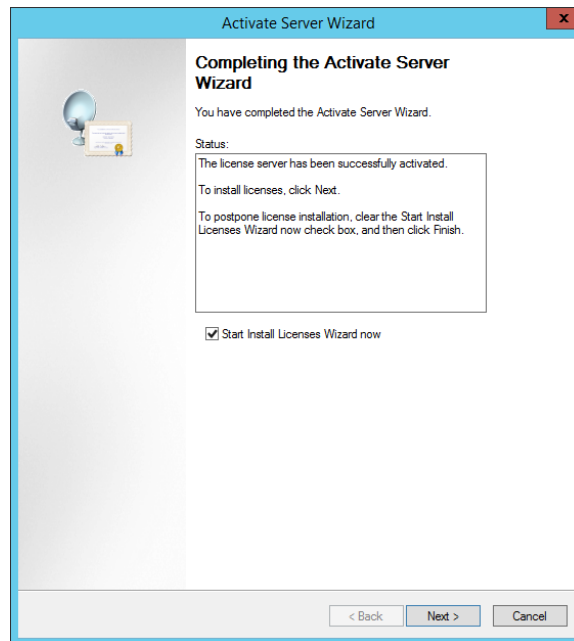 Activate Server Wizard
x
Completing the Activate Server
Wizard
You have completed the Activate Server Wizard.
Status:
The license server has been successfully activated.
To install licenses, click Next.
To postpone license installation, clear the Start Install
Licenses Wizard now check box, and then click Finish.
Start Install Licenses Wizard now
< Back
Next >
Cancel